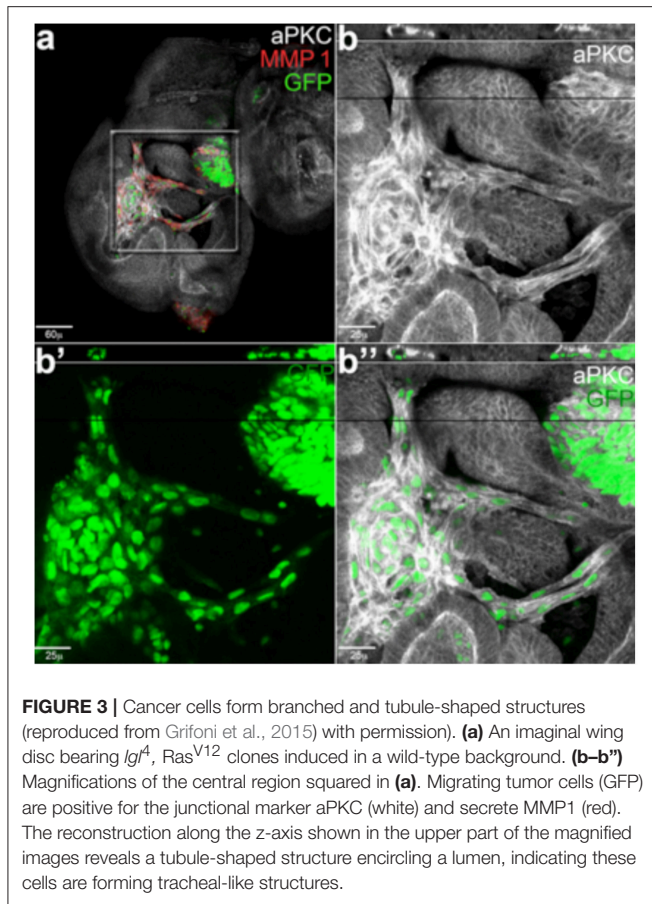 a
aPKC
MMP 1
GFP
60µ
b
aPKC
25µ
b’
GFP
25µ
b’’
aPKC
GFP
25µ
FIGURE 3 | Cancer cells form branched and tubule-shaped structures
(reproduced from Grifoni et al., 2015) with permission). (a) An imaginal wing
disc bearing lgl⁴, Ras^V12 clones induced in a wild-type background. (b–b”)
Magnifications of the central region squared in (a). Migrating tumor cells (GFP)
are positive for the junctional marker aPKC (white) and secrete MMP1 (red).
The reconstruction along the z-axis shown in the upper part of the magnified
images reveals a tubule-shaped structure encircling a lumen, indicating these
cells are forming tracheal-like structures.